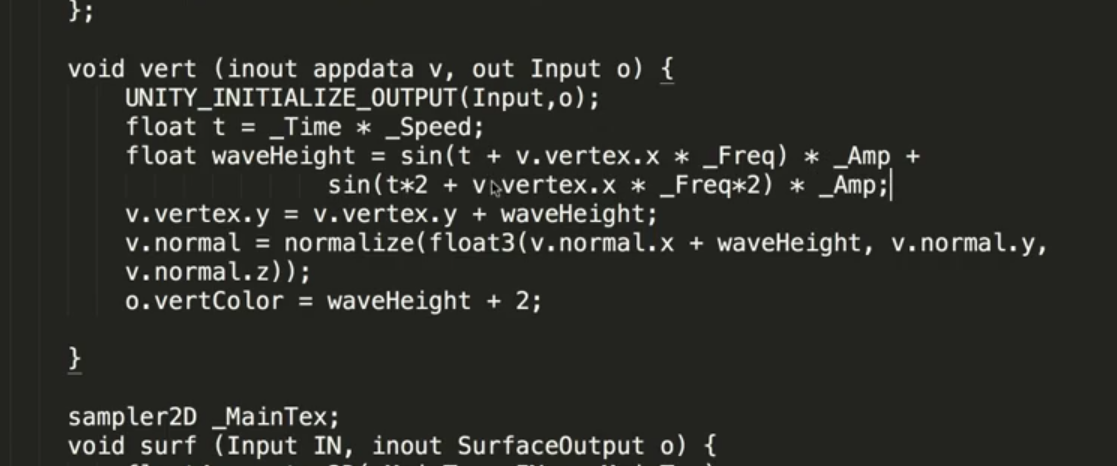 };
void vert (inout appdata v, out Input o) {
UNITY_INITIALIZE_OUTPUT(Input,o);
float t = _Time * _Speed;
float waveHeight = sin(t + v.vertex.x * _Freq) * _Amp +
sin(t*2 + v.vertex.x * _Freq*2) * _Amp;
v.vertex.y = v.vertex.y + waveHeight;
v.normal = normalize(float3(v.normal.x + waveHeight, v.normal.y,
v.normal.z));
o.vertColor = waveHeight + 2;
}
sampler2D _MainTex;
void surf (Input IN, inout SurfaceOutput o) {